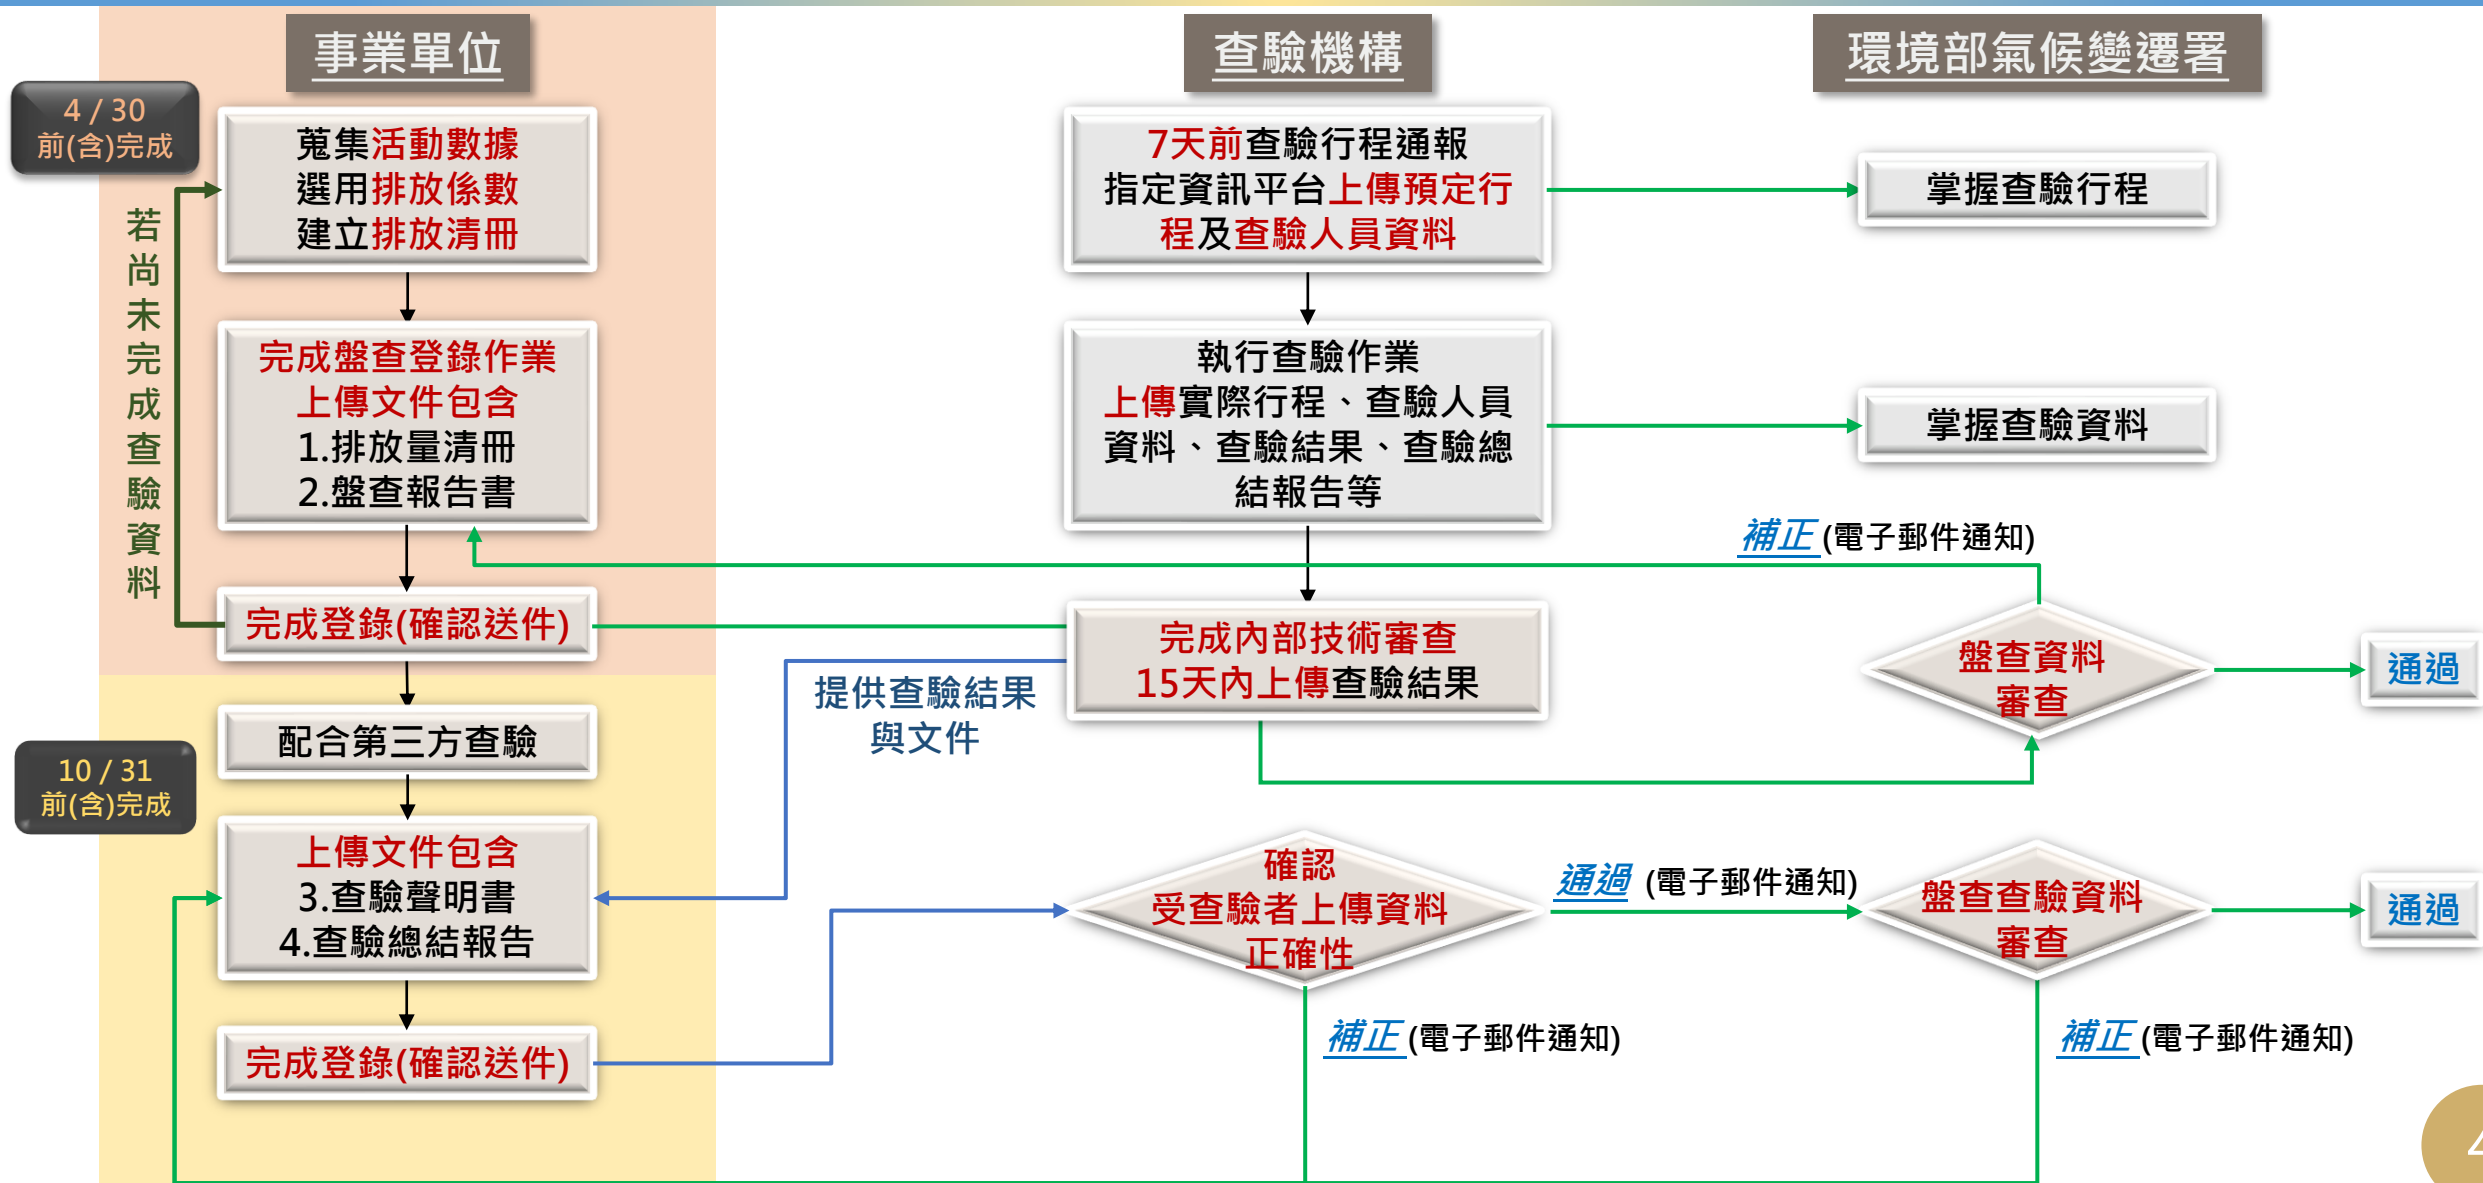 事業單位
查驗機構
環境部氣候變遷署
4 / 30
前(含)完成
若尚未完成查驗資料
蒐集活動數據
選用排放係數
建立排放清冊
完成盤查登錄作業
上傳文件包含
1.排放量清冊
2.盤查報告書
完成登錄(確認送件)
10 / 31
前(含)完成
配合第三方查驗
上傳文件包含
3.查驗聲明書
4.查驗總結報告
完成登錄(確認送件)
7天前查驗行程通報
指定資訊平台上傳預定行
程及查驗人員資料
執行查驗作業
上傳實際行程、查驗人員
資料、查驗結果、查驗總
結報告等
完成內部技術審查
15天內上傳查驗結果
提供查驗結果
與文件
確認
受查驗者上傳資料
正確性
通過 (電子郵件通知)
補正 (電子郵件通知)
掌握查驗行程
掌握查驗資料
補正 (電子郵件通知)
盤查資料
審查
通過
盤查查驗資料
審查
通過
補正 (電子郵件通知)
4